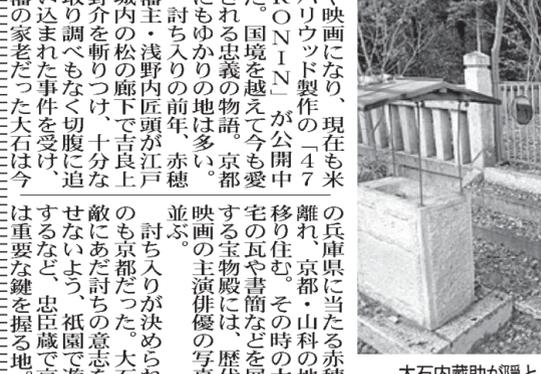 や映画になり、現在も米
ハリウッド製作の「47
RONIN」が公開中
だ。国境を越えて今も愛
される忠義の物語。京都
にもゆかりの地は多い。
討ち入りの前年、赤穂
藩主・浅野内匠頭が江戸
城内の松の廊下で吉良上
野介を斬りつけ、十分な
取り調べもなく切腹に追
い込まれた事件を受け、
藩の家老だった大石は今
の兵庫県に当たる赤穂
離れ、京都・山科の地
移り住む。その時の大
宅の瓦や書簡などを展
する宝物殿には、歴代
映画の主演俳優の写真
並ぶ。
討ち入りが決められ
のも京都だった。大石
敵にあだ討ちの意志を
せないよう、祇園で遊
するなど、忠臣蔵で京
は重要な鍵を握る地。
大石内蔵助が隠と